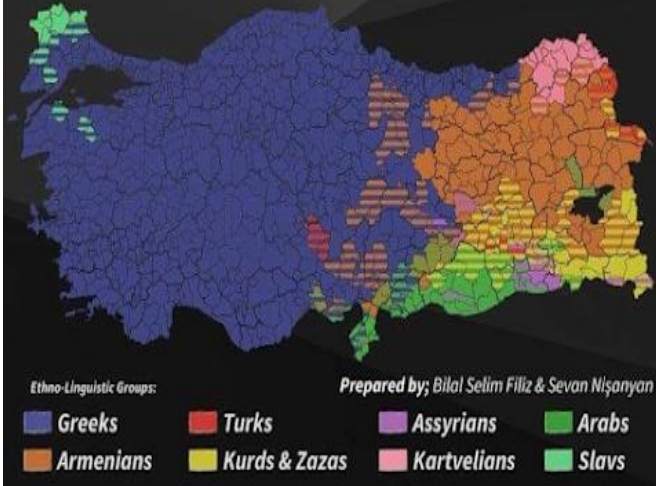 Ethno-Linguistic Groups:
Prepared by; Bilal Selim Filiz & Sevan Nişanyan
Greeks
Turks
Assyrians
Arabs
Armenians
Kurds & Zazas
Kartvelians
Slavs